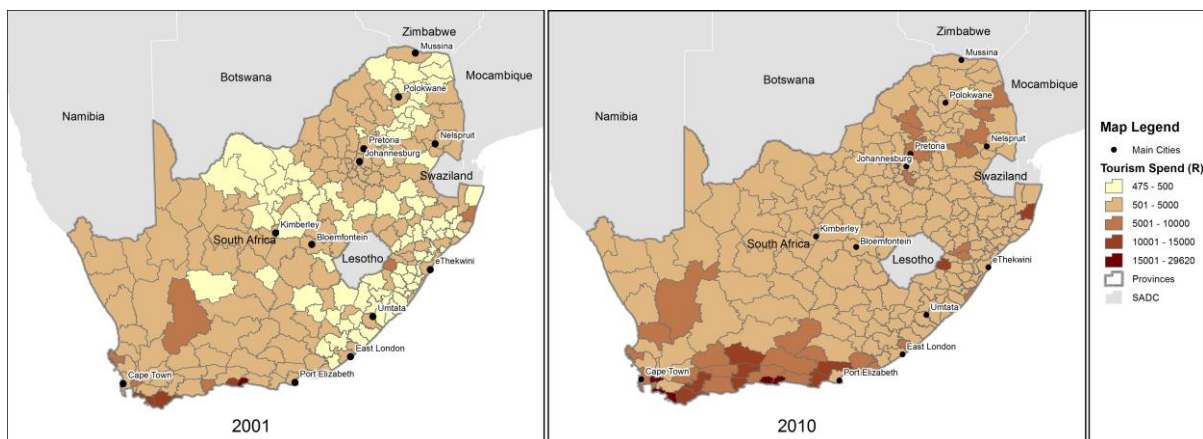 Zimbabwe
Mussina
Botswana
Mocambique
Polokwane
Namibia
Pretoria
Nelspruit
Johannesburg
Swaziland
Kimberley
South Africa
Bloemfontein
Lesotho
eThekwini
Umtata
East London
Cape Town
Port Elizabeth
2001
Zimbabwe
Mussina
Botswana
Mocambique
Polokwane
Namibia
Pretoria
Nelspruit
Johannesburg
Swaziland
Kimberley
South Africa
Bloemfontein
Lesotho
eThekwini
Umtata
East London
Cape Town
Port Elizabeth
2010
Map Legend
Main Cities
Tourism Spend (R)
475 - 500
501 - 5000
5001 - 10000
10001 - 15000
15001 - 29620
Provinces
SADC